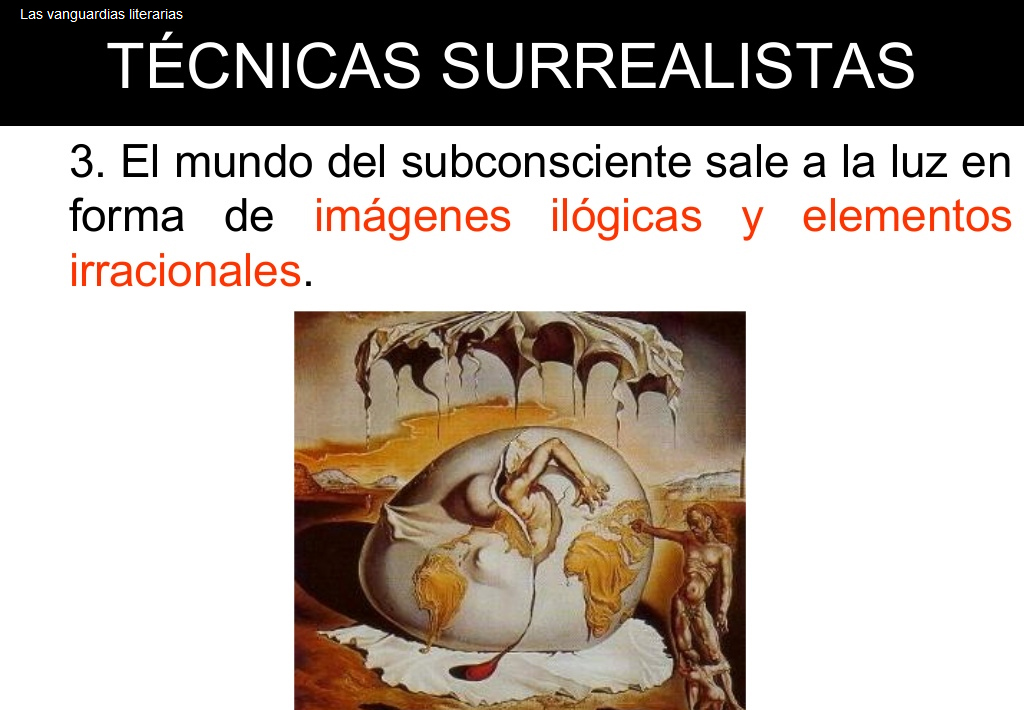 Las vanguardias literarias
TÉCNICAS SURREALISTAS
3. El mundo del subconsciente sale a la luz en
forma de imágenes ilógicas y elementos
irracionales.